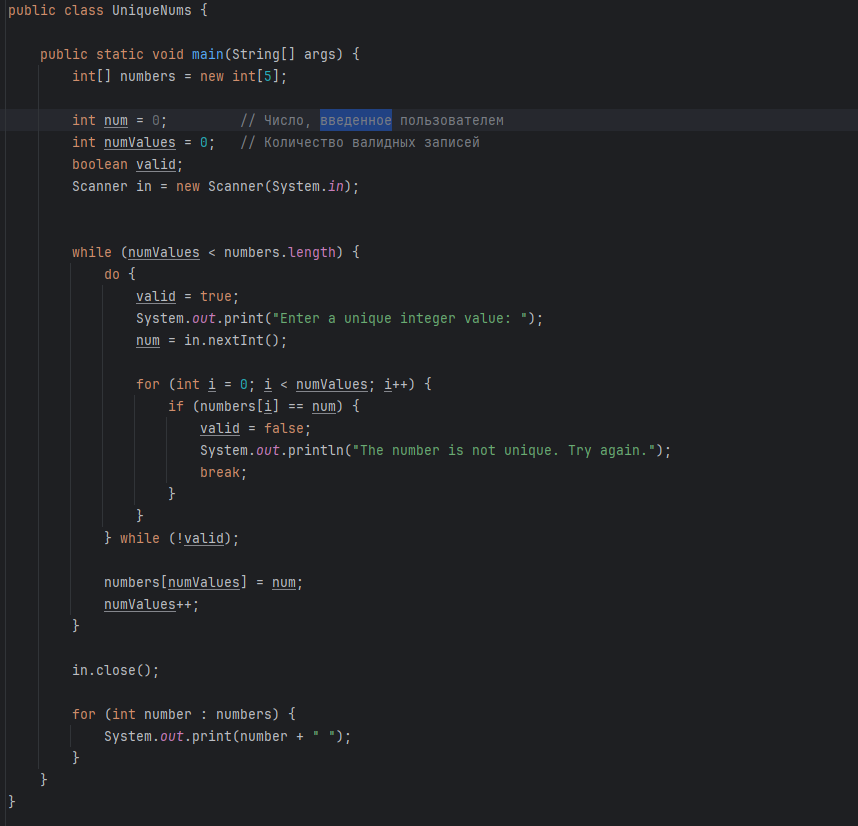 public class UniqueNums {
public static void main(String[] args) {
int[] numbers = new int[5];
int num = 0; // Число, введенное пользователем
int numValues = 0; // Количество валидных записей
boolean valid;
Scanner in = new Scanner(System.in);
while (numValues < numbers.length) {
do {
valid = true;
System.out.print("Enter a unique integer value: ");
num = in.nextInt();
for (int i = 0; i < numValues; i++) {
if (numbers[i] == num) {
valid = false;
System.out.println("The number is not unique. Try again.");
break;
}
}
} while (!valid);
numbers[numValues] = num;
numValues++;
}
in.close();
for (int number : numbers) {
System.out.print(number + " ");
}
}
}